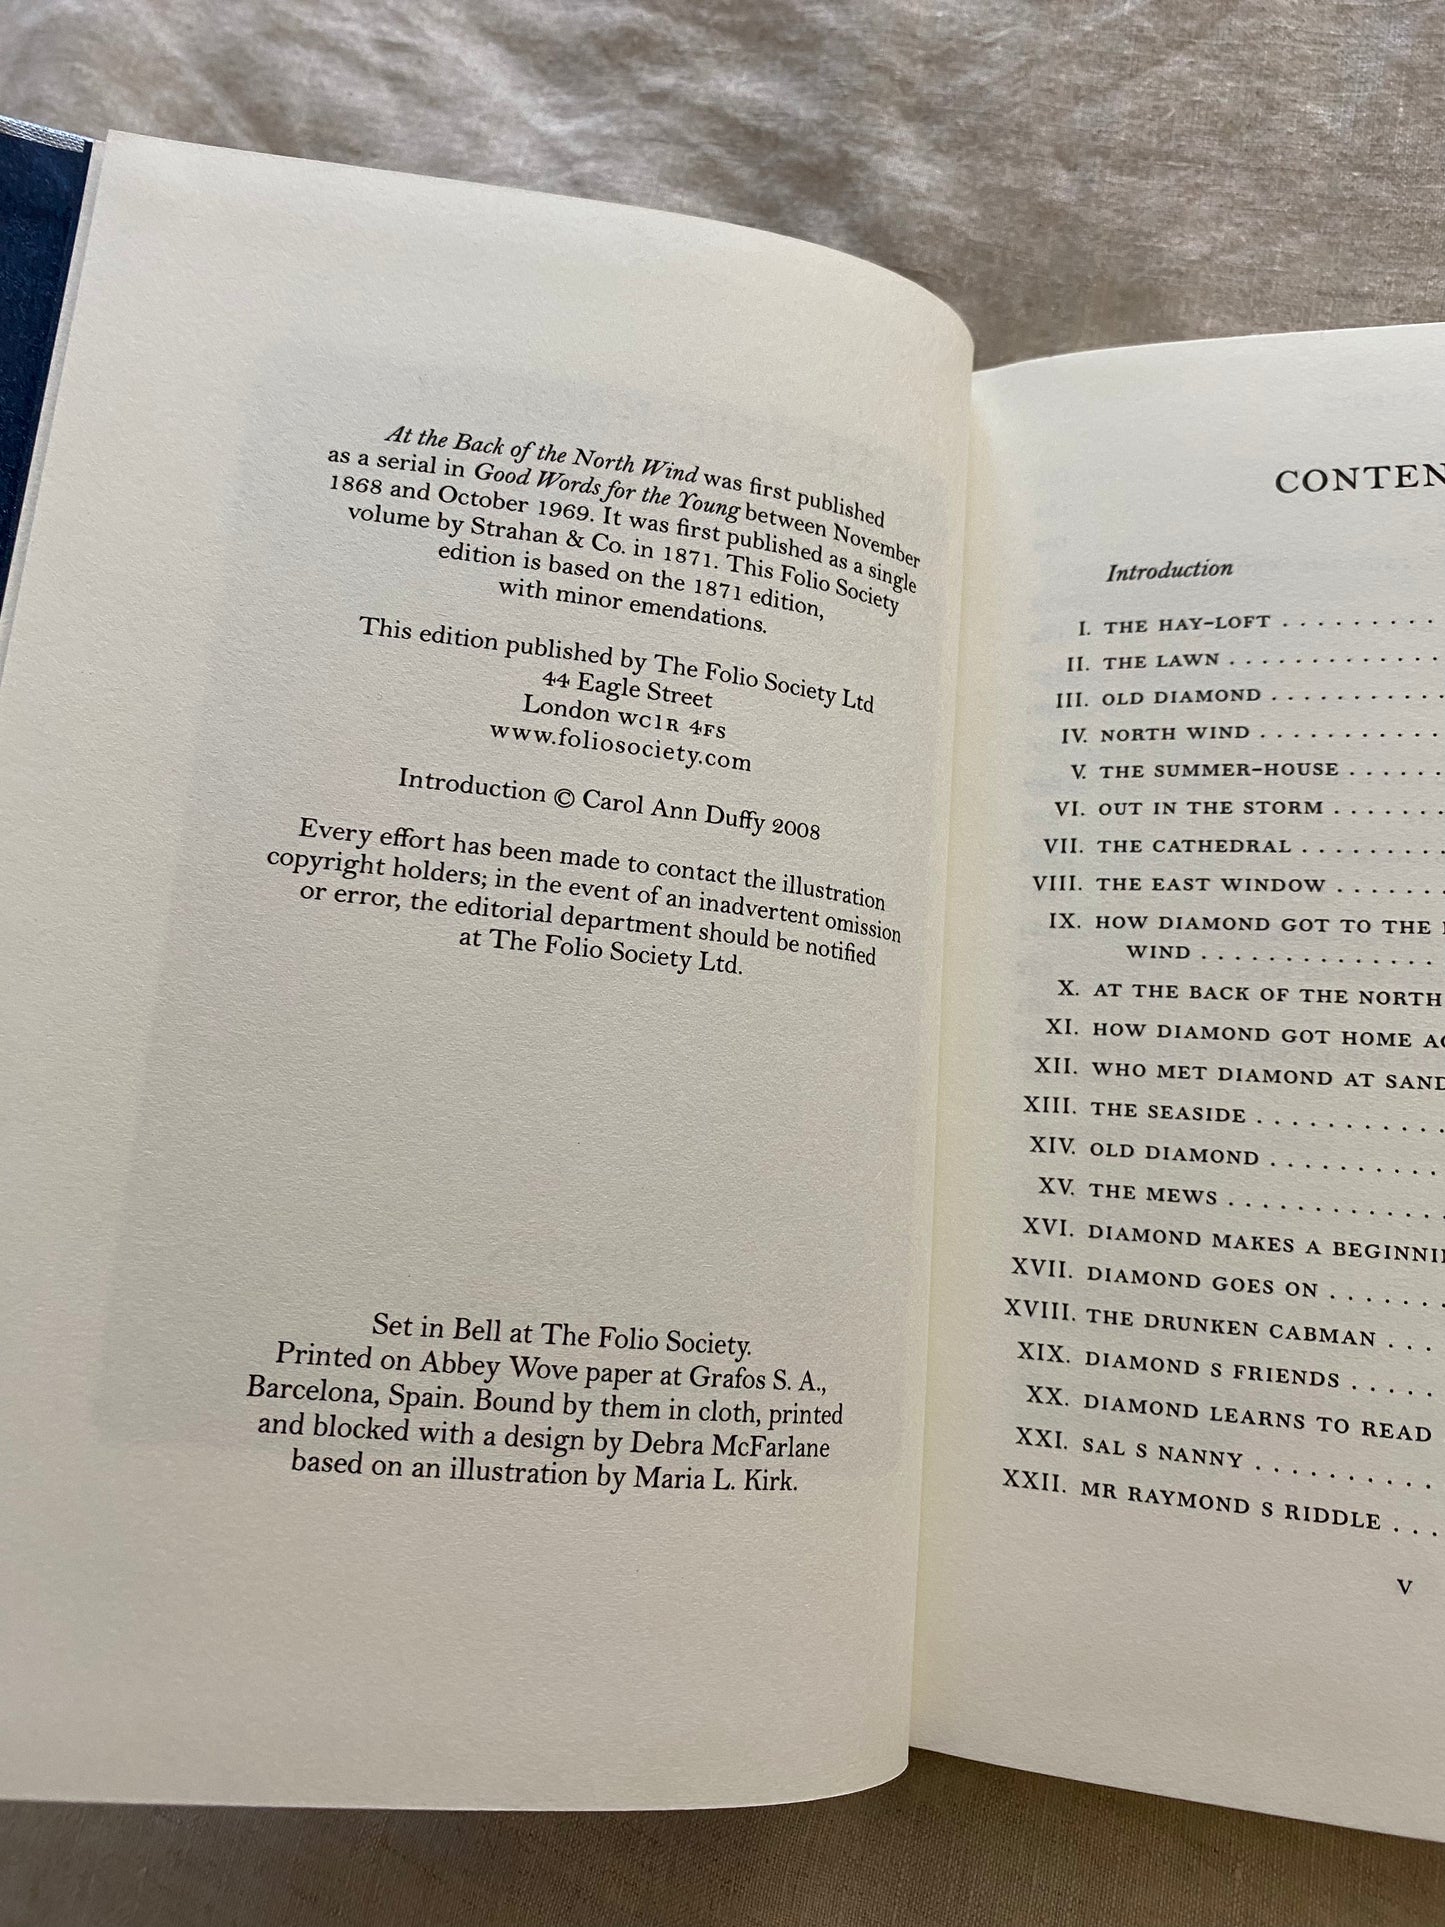 At the Back of the North Wind was first published
as a serial in Good Words for the Young between November
1868 and October 1969. It was first published as a single
volume by Strahan & Co. in 1871. This Folio Society
edition is based on the 1871 edition,
with minor emendations.
This edition published by The Folio Society Ltd
44 Eagle Street
London WC1R 4FS
www.foliosociety.com
Introduction © Carol Ann Duffy 2008
Every effort has been made to contact the illustration
copyright holders; in the event of an inadvertent omission
or error, the editorial department should be notified
at The Folio Society Ltd.
Set in Bell at The Folio Society.
Printed on Abbey Wove paper at Grafos S. A.,
Barcelona, Spain. Bound by them in cloth, printed
and blocked with a design by Debra McFarlane
based on an illustration by Maria L. Kirk.
CONTEN
Introduction
I. THE HAY-LOFT . . . . . . . . . .
II. THE LAWN . . . . . . . . . . . . .
III. OLD DIAMOND . . . . . . . . . . .
IV. NORTH WIND . . . . . . . . . . .
V. THE SUMMER-HOUSE . . . . . .
VI. OUT IN THE STORM . . . . . . .
VII. THE CATHEDRAL . . . . . . . . .
VIII. THE EAST WINDOW . . . . . . .
IX. HOW DIAMOND GOT TO THE
WIND . . . . . . . . . . . . . . .
X. AT THE BACK OF THE NORTH
XI. HOW DIAMOND GOT HOME AG
XII. WHO MET DIAMOND AT SAND
XIII. THE SEASIDE . . . . . . . . . . .
XIV. OLD DIAMOND . . . . . . . . . . .
XV. THE MEWS . . . . . . . . . . . . .
XVI. DIAMOND MAKES A BEGINNI
XVII. DIAMOND GOES ON . . . . . . .
XVIII. THE DRUNKEN CABMAN . . . .
XIX. DIAMOND S FRIENDS . . . . . .
XX. DIAMOND LEARNS TO READ
XXI. SAL S NANNY . . . . . . . . . . .
XXII. MR RAYMOND S RIDDLE . . . .
V